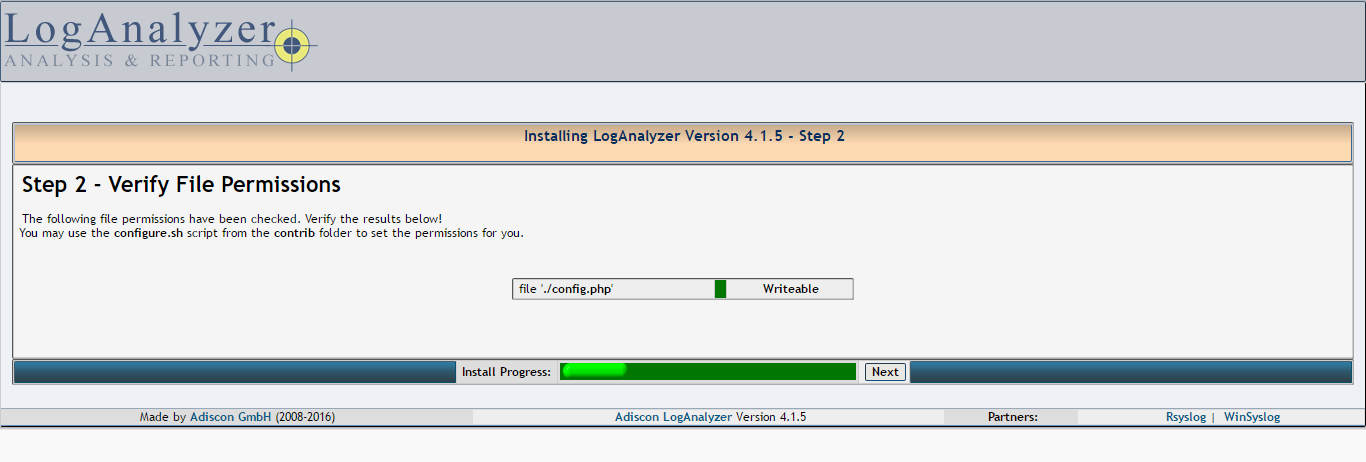 LogAnalyzer
ANALYSIS & REPORTING
Installing LogAnalyzer Version 4.1.5 - Step 2
Step 2 - Verify File Permissions
The following file permissions have been checked. Verify the results below!
You may use the configure.sh script from the contrib folder to set the permissions for you.
file './config.php' Writeable
Install Progress: Next
Made by Adiscon GmbH (2008-2016) Adiscon LogAnalyzer Version 4.1.5 Partners: Rsyslog | WinSyslog